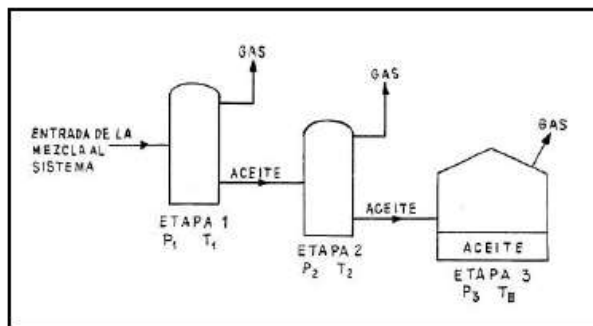 GAS
GAS
ENTRADA DE LA
MEZCLA AL
SISTEMA
GAS
ACEITE
ACEITE
ETAPA 1
P₁ T₁
ETAPA 2
P₂ T₂
ACEITE
ETAPA 3
P₃ TⅢ